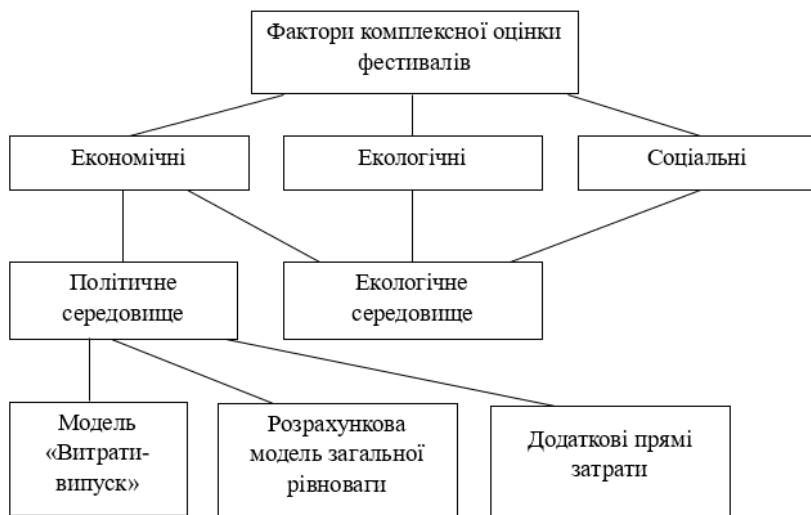 Фактори комплексної оцінки
фестивалів
Економічні
Екологічні
Соціальні
Політичне
середовище
Екологічне
середовище
Модель
«Витрати-
випуск»
Розрахункова
модель загальної
рівноваги
Додаткові прямі
затрати